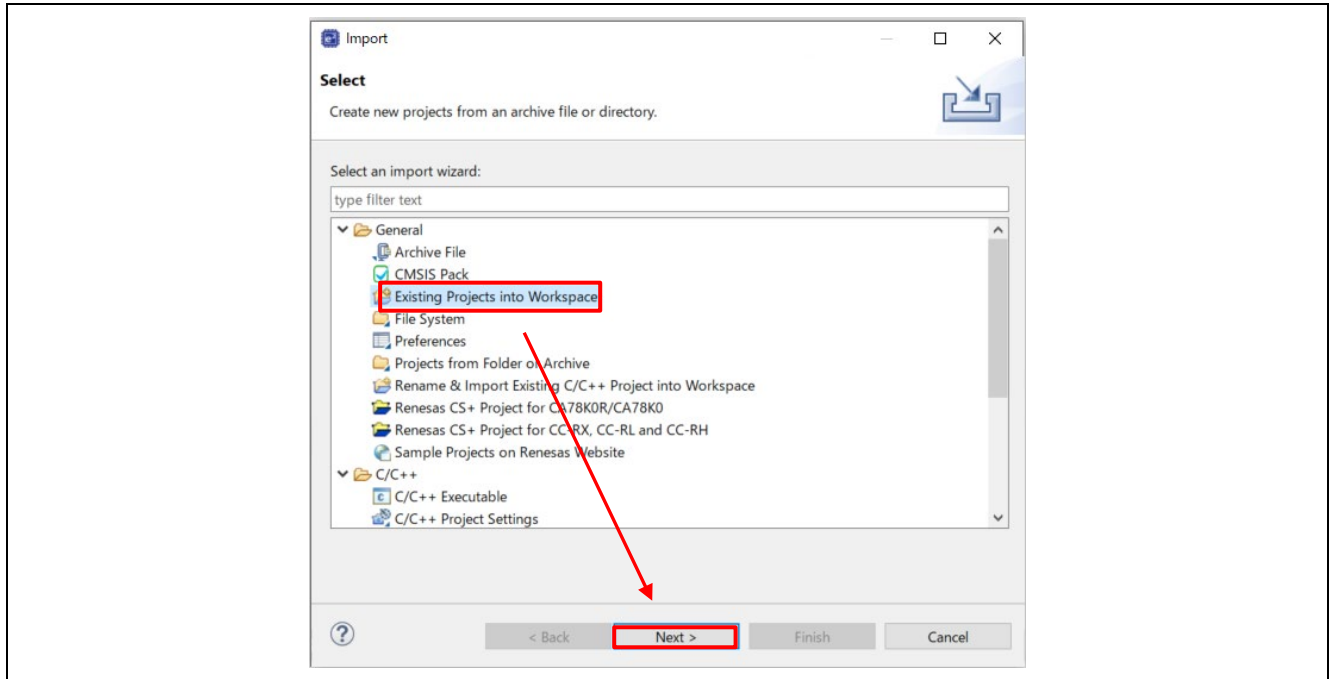 Import
Select
Create new projects from an archive file or directory.
Select an import wizard:
type filter text
General
Archive File
CMSIS Pack
Existing Projects into Workspace
File System
Preferences
Projects from Folder or Archive
Rename & Import Existing C/C++ Project into Workspace
Renesas CS+ Project for CA78K0R/CA78K0
Renesas CS+ Project for CC-RX, CC-RL and CC-RH
Sample Projects on Renesas Website
C/C++
C/C++ Executable
C/C++ Project Settings
? < Back Next > Finish Cancel